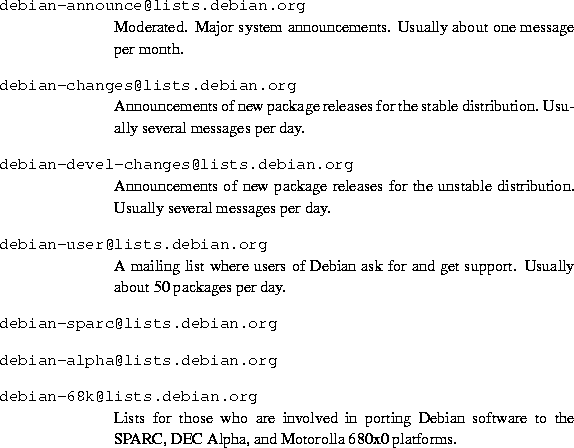 debian-announce@lists.debian.org
Moderated. Major system announcements. Usually about one message
per month.
debian-changes@lists.debian.org
Announcements of new package releases for the stable distribution. Usu-
ally several messages per day.
debian-devel-changes@lists.debian.org
Announcements of new package releases for the unstable distribution.
Usually several messages per day.
debian-user@lists.debian.org
A mailing list where users of Debian ask for and get support. Usually
about 50 packages per day.
debian-sparc@lists.debian.org
debian-alpha@lists.debian.org
debian-68k@lists.debian.org
Lists for those who are involved in porting Debian software to the
SPARC, DEC Alpha, and Motorolla 680x0 platforms.